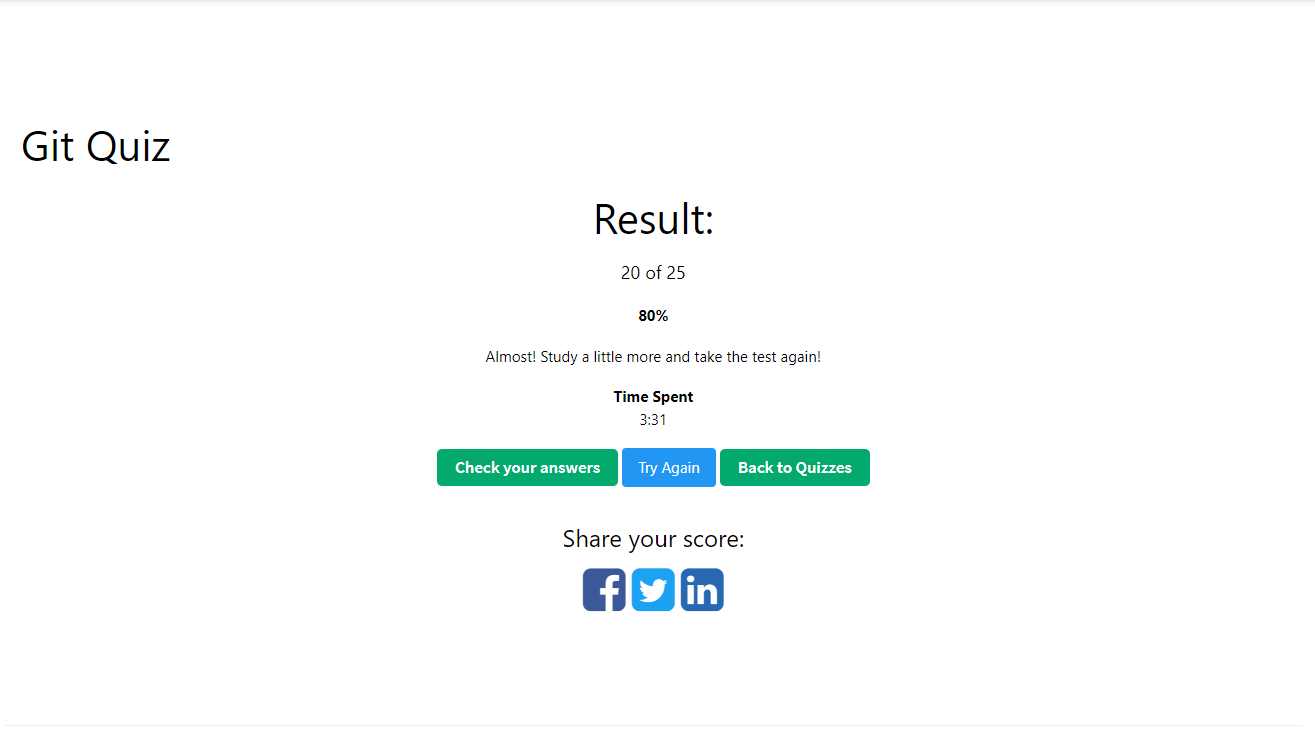 Git Quiz
Result:
20 of 25
80%
Almost! Study a little more and take the test again!
Time Spent
3:31
Check your answers Try Again Back to Quizzes
Share your score:
f in